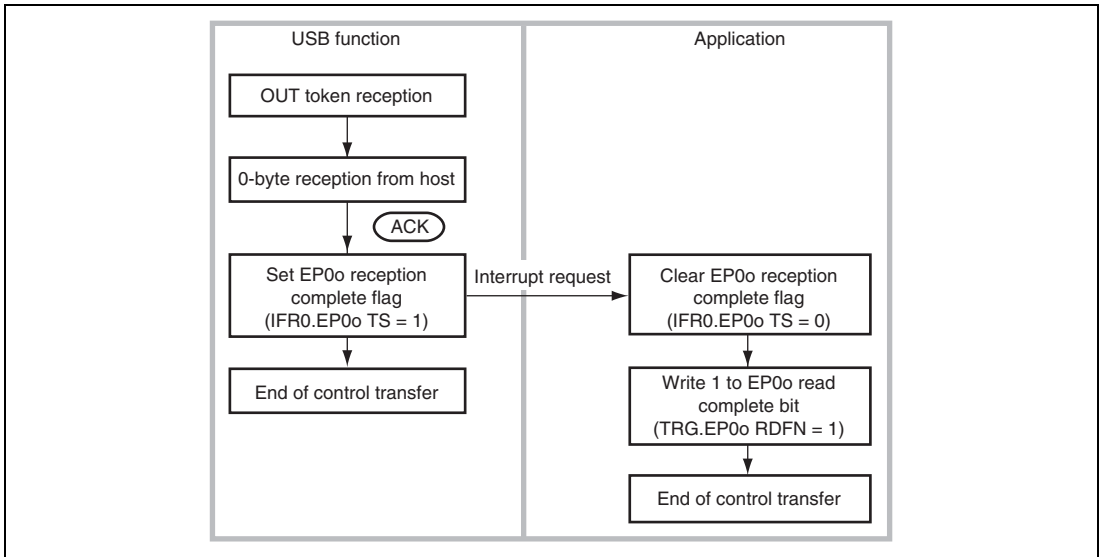 USB function
Application
OUT token reception
0-byte reception from host
ACK
Set EP0o reception
complete flag
(IFR0.EP0o TS = 1)
Interrupt request
Clear EP0o reception
complete flag
(IFR0.EP0o TS = 0)
End of control transfer
Write 1 to EP0o read
complete bit
(TRG.EP0o RDFN = 1)
End of control transfer